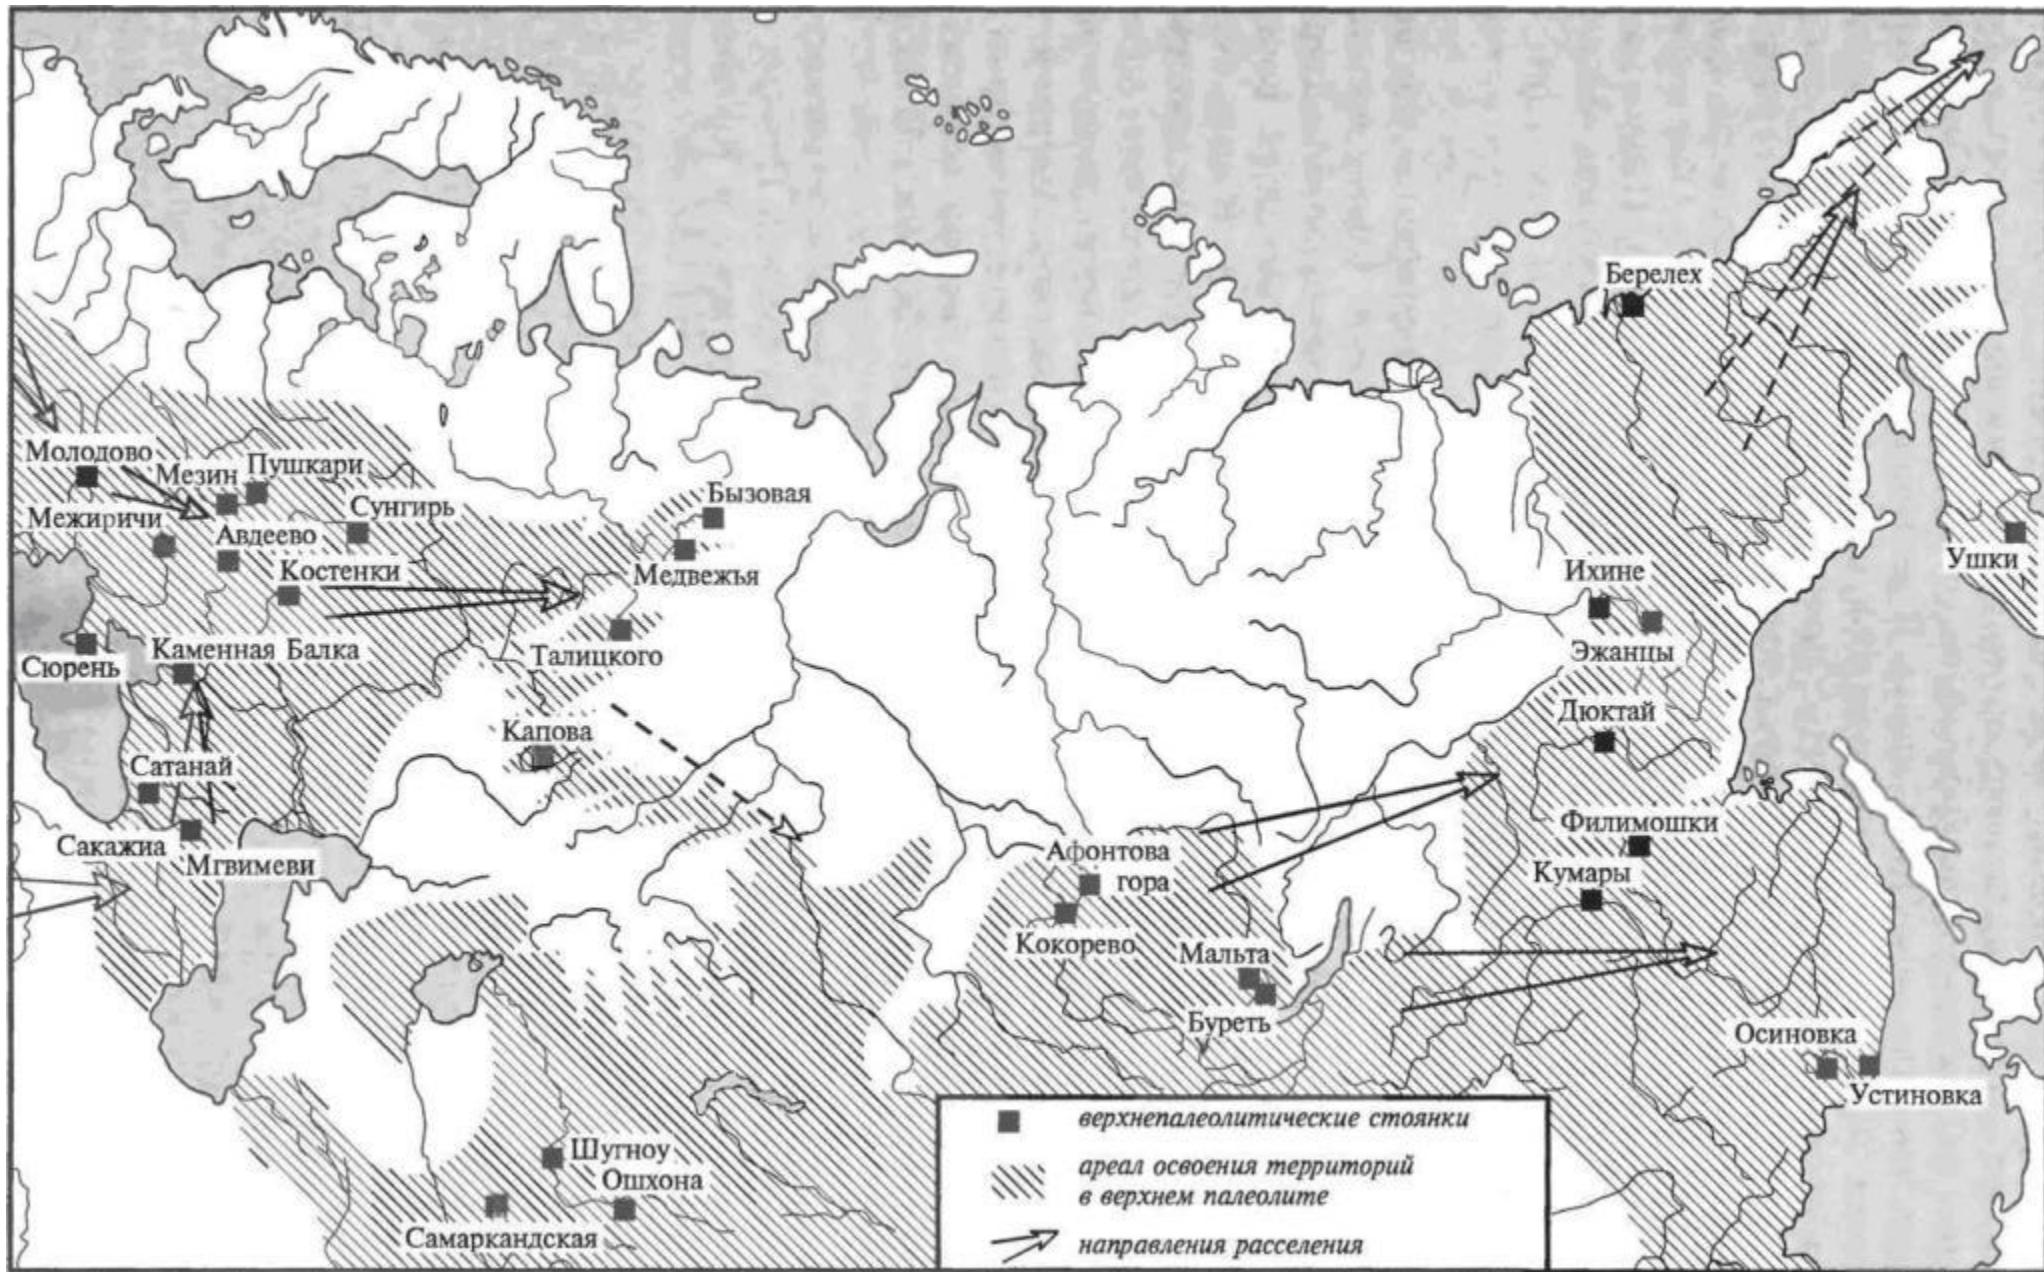 Берелех
Молодово
Мезин
Пушкари
Межиричи
Сунгирь
Авдеево
Бызовая
Костенки
Медвежья
Ушки
Ихине
Эжанцы
Сюрень
Каменная Балка
Талицкого
Дюктай
Капова
Сатанай
Филимошки
Сакажиа
Мгвимеви
Афонтова
гора
Кумары
Кокорево
Мальта
Буреть
Осиновка
Устиновка
Шугноу
Ошхона
Самаркандская
верхнепалеолитические стоянки
ареал освоения территорий
в верхнем палеолите
направления расселения